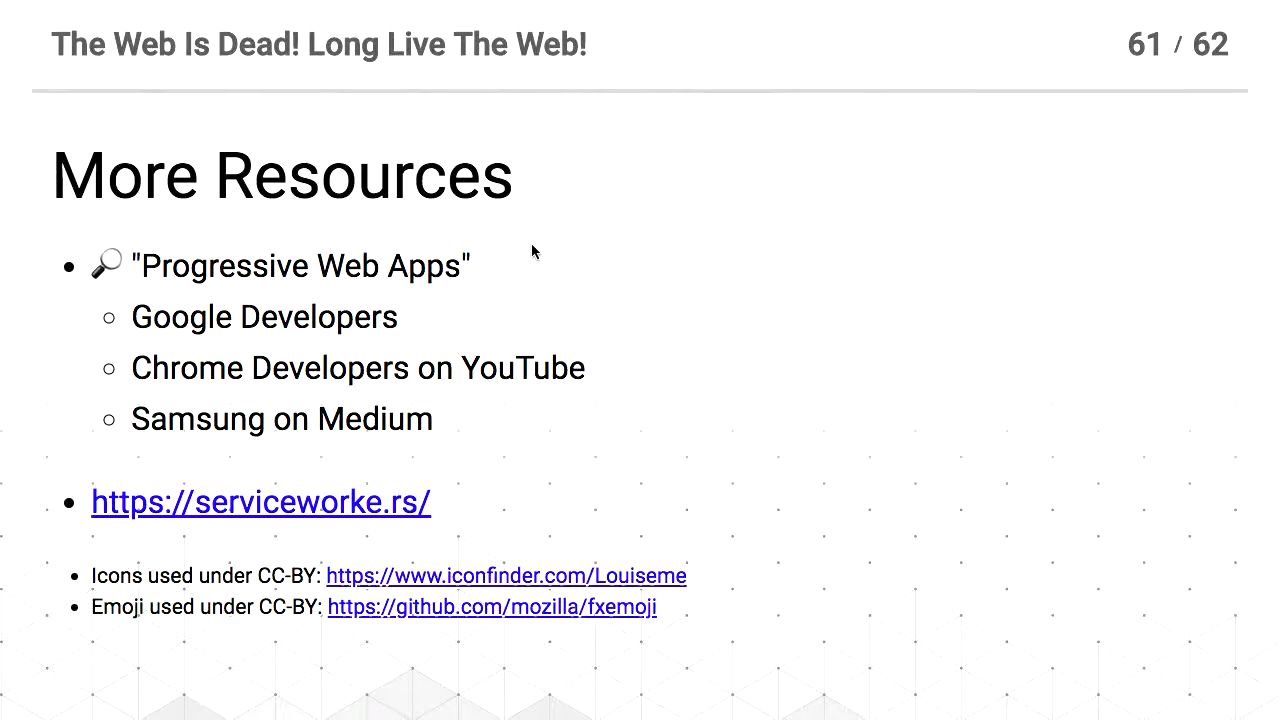 The Web Is Dead! Long Live The Web!
61 / 62
More Resources
"Progressive Web Apps"
Google Developers
Chrome Developers on YouTube
Samsung on Medium
https://serviceworke.rs/
Icons used under CC-BY: https://www.iconfinder.com/Louiseme
Emoji used under CC-BY: https://github.com/mozilla/fxemoji